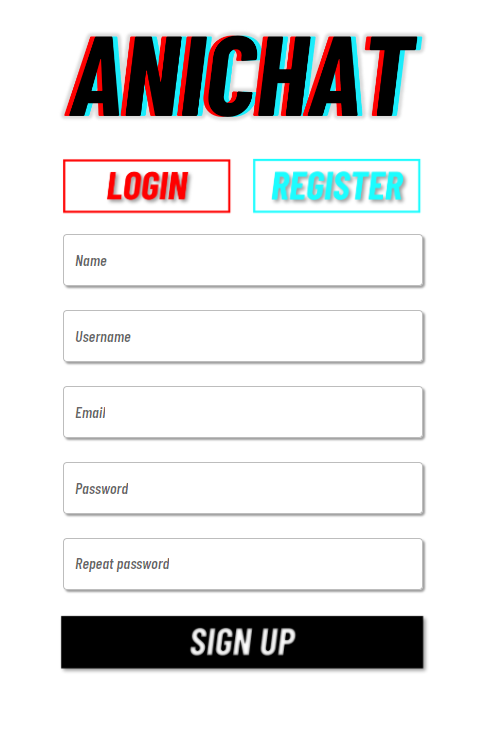 ANICHAT
LOGIN REGISTER
Name
Username
Email
Password
Repeat password
SIGN UP